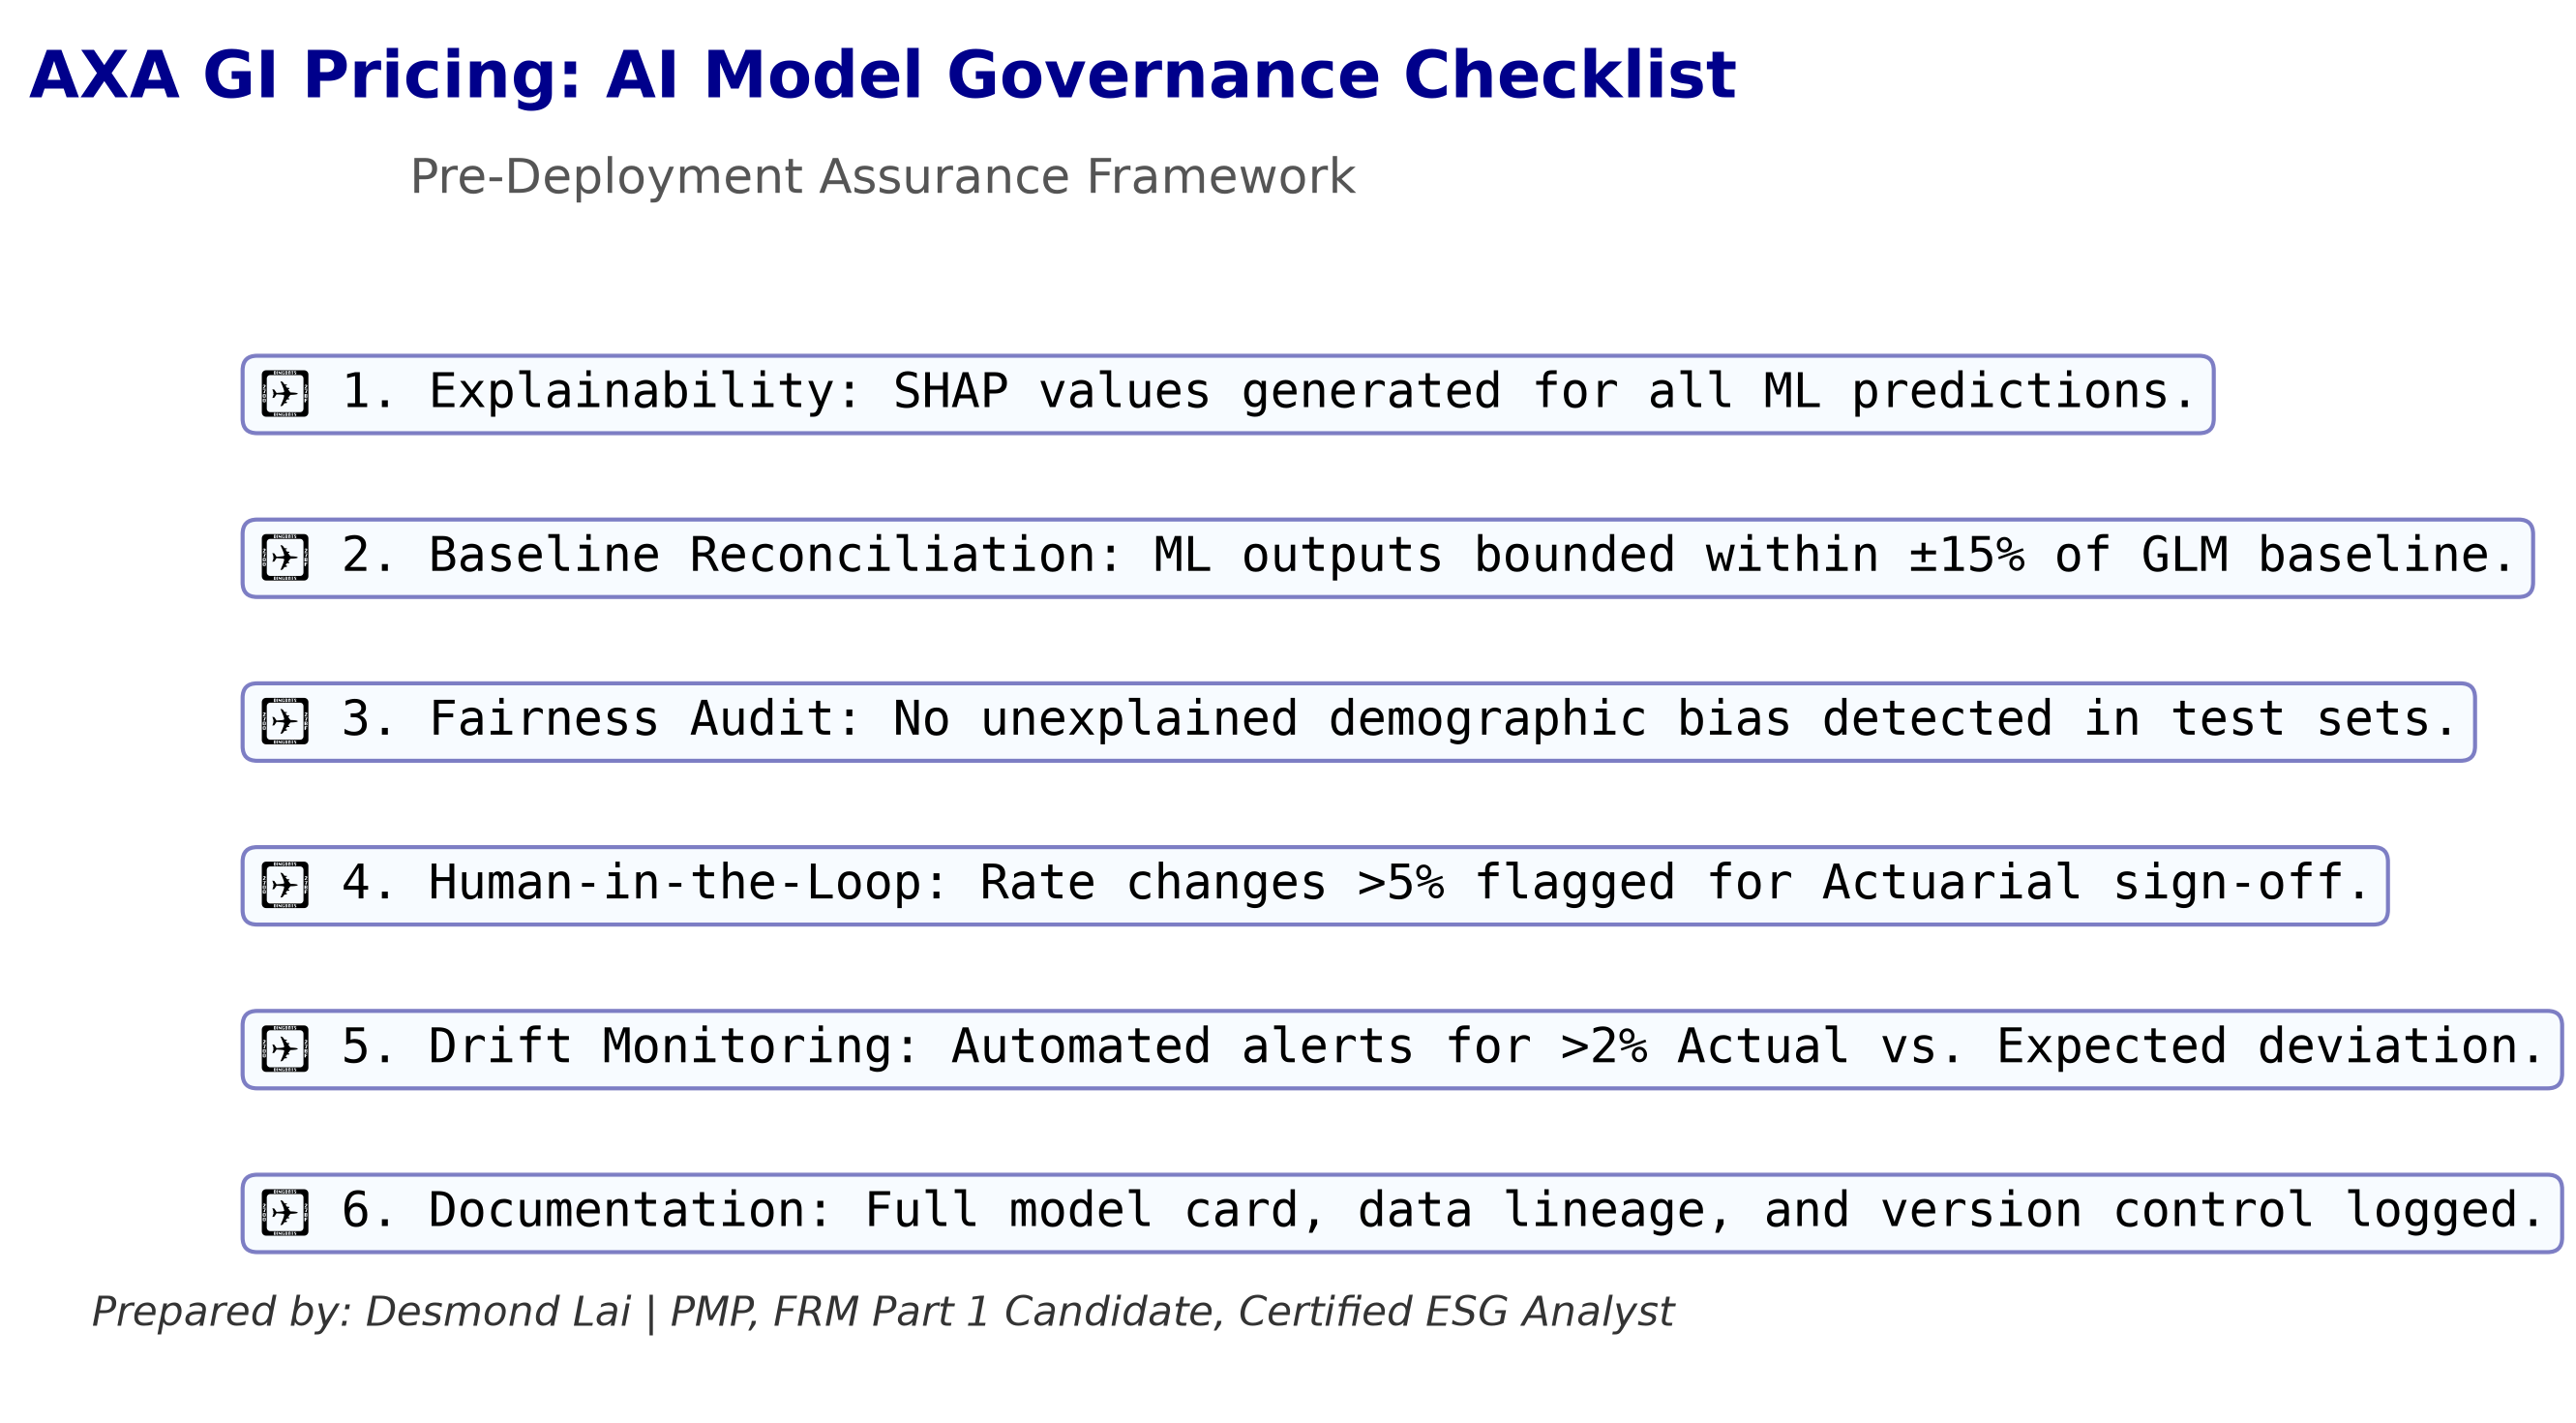 AXA GI Pricing: AI Model Governance Checklist
Pre-Deployment Assurance Framework
1. Explainability: SHAP values generated for all ML predictions.
2. Baseline Reconciliation: ML outputs bounded within ±15% of GLM baseline.
3. Fairness Audit: No unexplained demographic bias detected in test sets.
4. Human-in-the-Loop: Rate changes >5% flagged for Actuarial sign-off.
5. Drift Monitoring: Automated alerts for >2% Actual vs. Expected deviation.
6. Documentation: Full model card, data lineage, and version control logged.
Prepared by: Desmond Lai | PMP, FRM Part 1 Candidate, Certified ESG Analyst